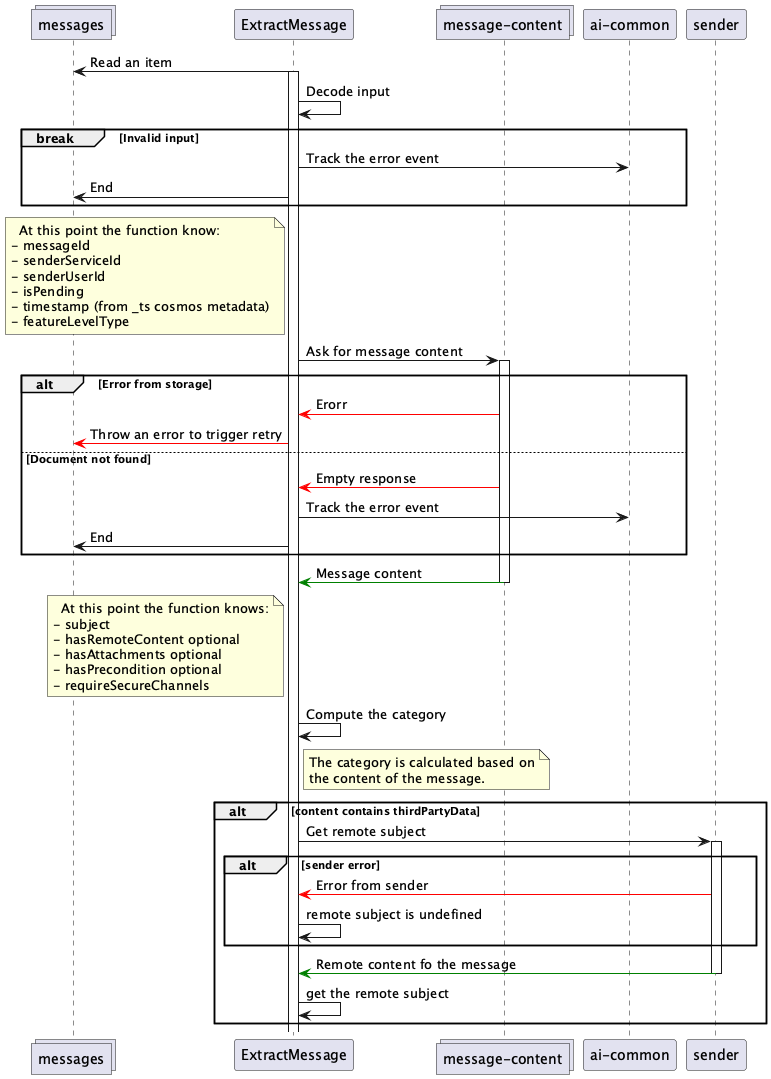 messages
ExtractMessage
message-content
ai-common
sender
Read an item
Decode input
break
[Invalid input]
Track the error event
End
At this point the function know:
- messageId
- senderServiceId
- senderUserId
- isPending
- timestamp (from _ts cosmos metadata)
- featureLevelType
Ask for message content
alt
[Error from storage]
Erorr
Throw an error to trigger retry
[Document not found]
Empty response
Track the error event
End
Message content
At this point the function knows:
- subject
- hasRemoteContent optional
- hasAttachments optional
- hasPrecondition optional
- requireSecureChannels
Compute the category
The category is calculated based on
the content of the message.
alt
[content contains thirdPartyData]
Get remote subject
alt
[sender error]
Error from sender
remote subject is undefined
Remote content fo the message
get the remote subject
messages
ExtractMessage
message-content
ai-common
sender